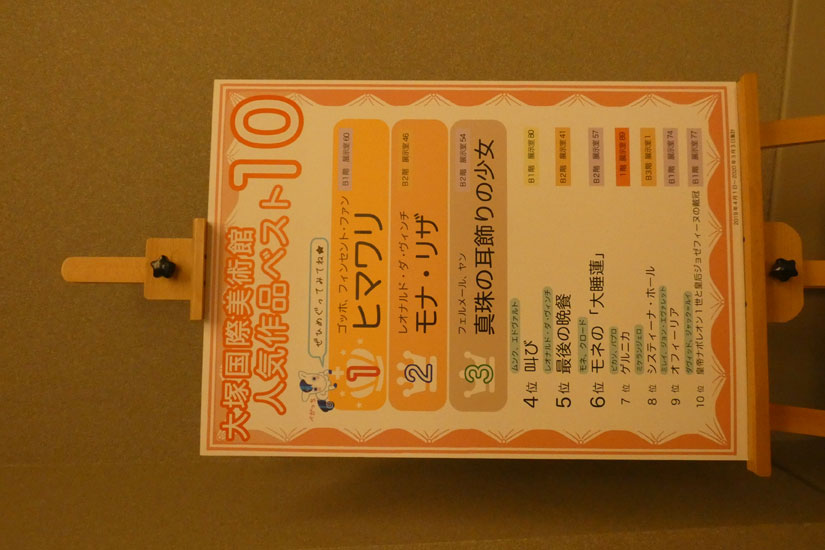 大塚国際美術館
人気作品ベスト10
ぜひめぐってみてね★
1
ゴッホ、フィンセント・ファン
ヒマワリ
B1階 展示室 60
2
レオナルド・ダ・ヴィンチ
モナ・リザ
B2階 展示室 46
3
フェルメール、ヤン
真珠の耳飾りの少女
B2階 展示室 54
ムンク、エドヴァルト
4位 叫び
B1階 展示室 80
レオナルド・ダ・ヴィンチ
5位 最後の晩餐
B2階 展示室 41
モネ、クロード
6位 モネの「大睡蓮」
B2階 展示室 57
ピカソ、パブロ
7位 ゲルニカ
ミケランジェロ
8位 システィーナ・ホール
B3階 展示室 1
ミレイ、ジョン・エヴァレット
9位 オフィーリア
B1階 展示室 74
ダヴィッド、ジャック=ルイ
10位 皇帝ナポレオン1世と皇后ジョゼフィーヌの戴冠
B1階 展示室 77